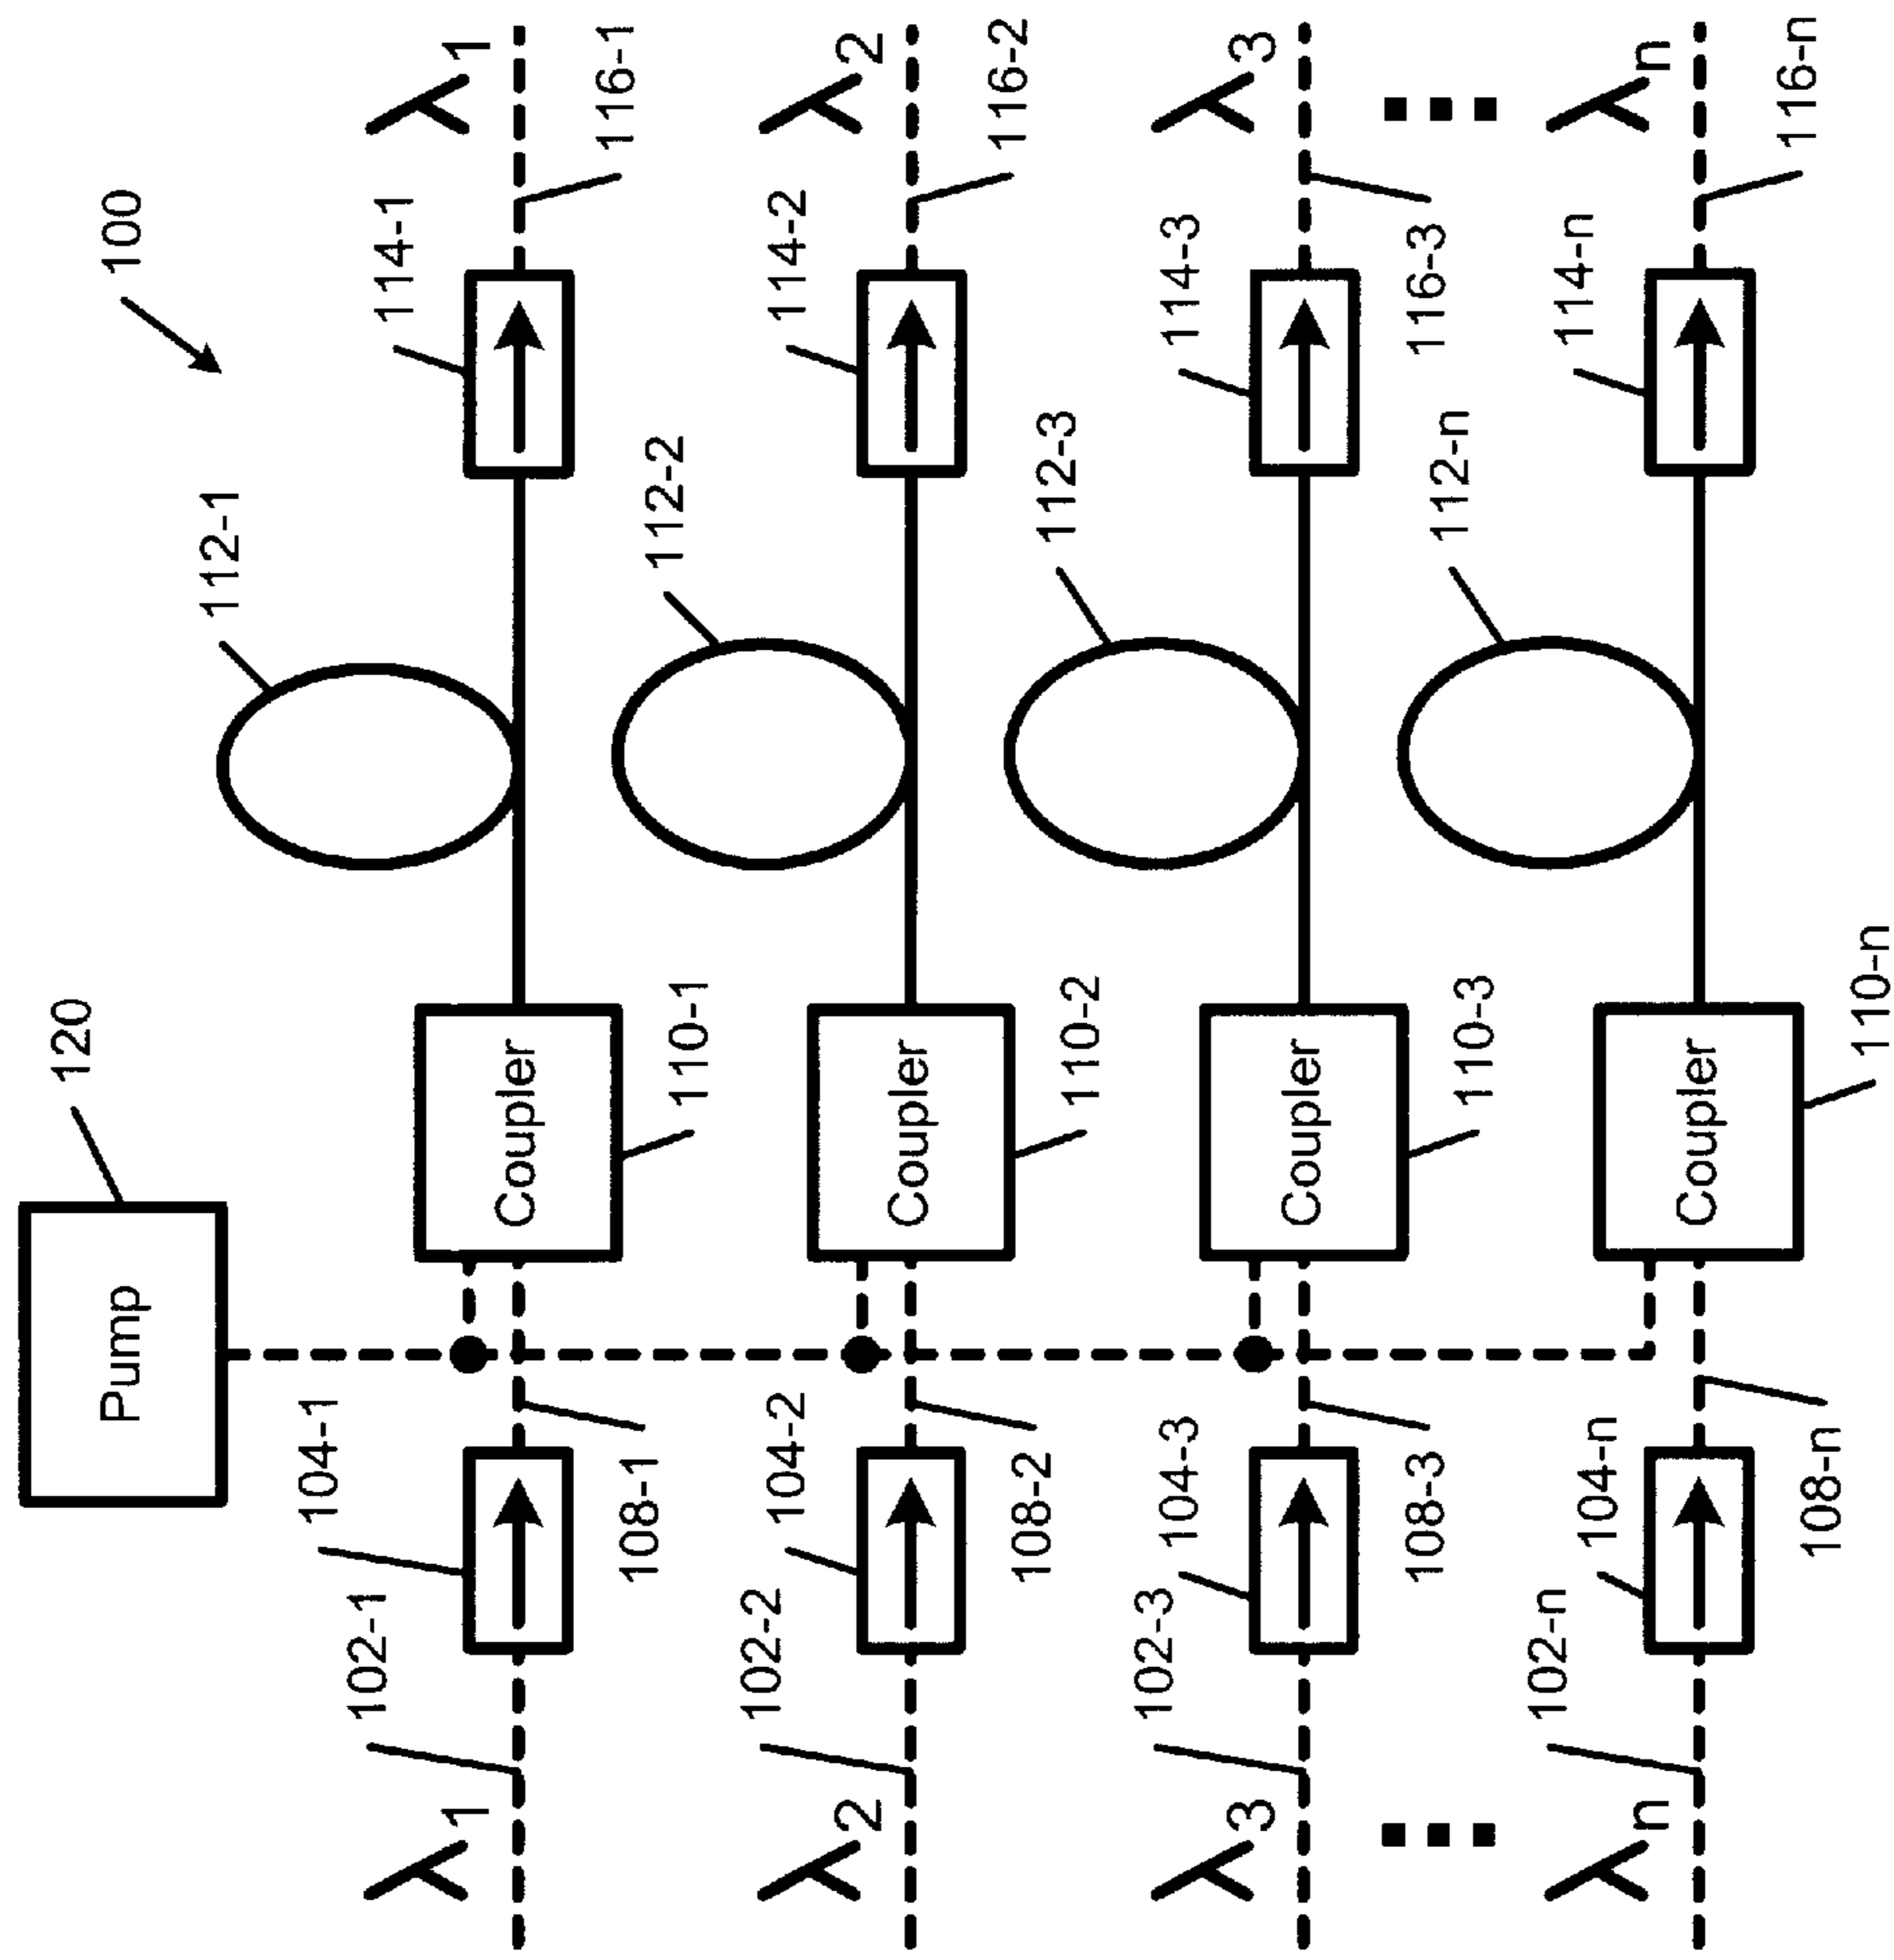 100
Pump
120
λ1
102-1
104-1
108-1
Coupler
110-1
112-1
114-1
116-1
λ1
λ2
102-2
104-2
108-2
Coupler
110-2
112-2
114-2
116-2
λ2
λ3
102-3
104-3
108-3
Coupler
110-3
112-3
114-3
116-3
λ3
λn
102-n
104-n
108-n
Coupler
110-n
112-n
114-n
116-n
λn